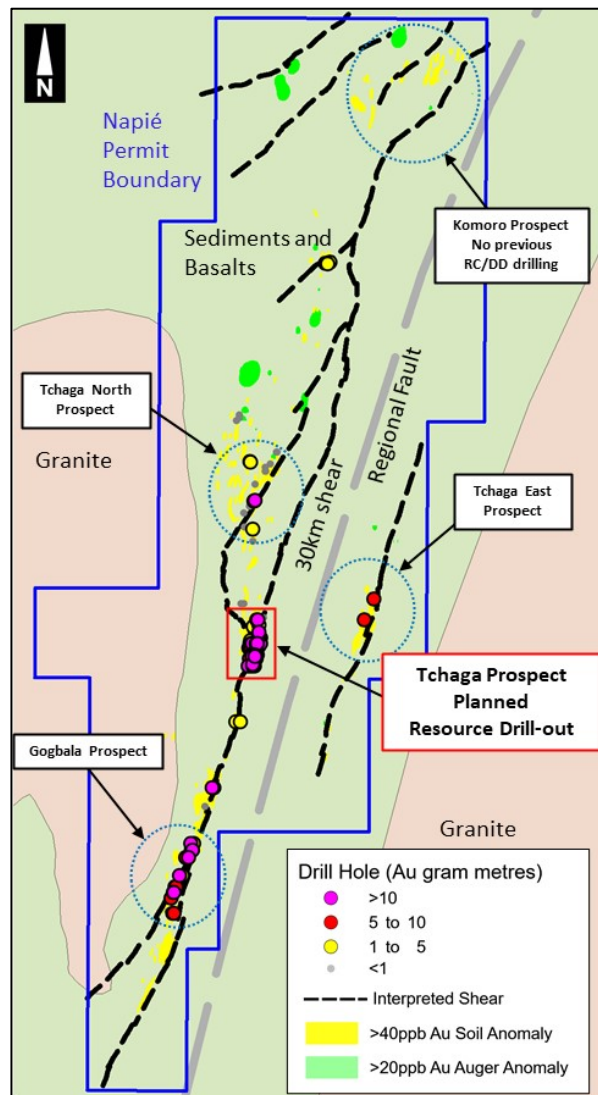 N
Napié
Permit
Boundary
Sediments and
Basalts
Komoro Prospect
No previous
RC/DD drilling
Tchaga North
Prospect
Granite
30km shear
Regional Fault
Tchaga East
Prospect
Tchaga Prospect
Planned
Resource Drill-out
Gogbala Prospect
Granite
Drill Hole (Au gram metres)
>10
5 to 10
1 to 5
<1
Interpreted Shear
>40ppb Au Soil Anomaly
>20ppb Au Auger Anomaly